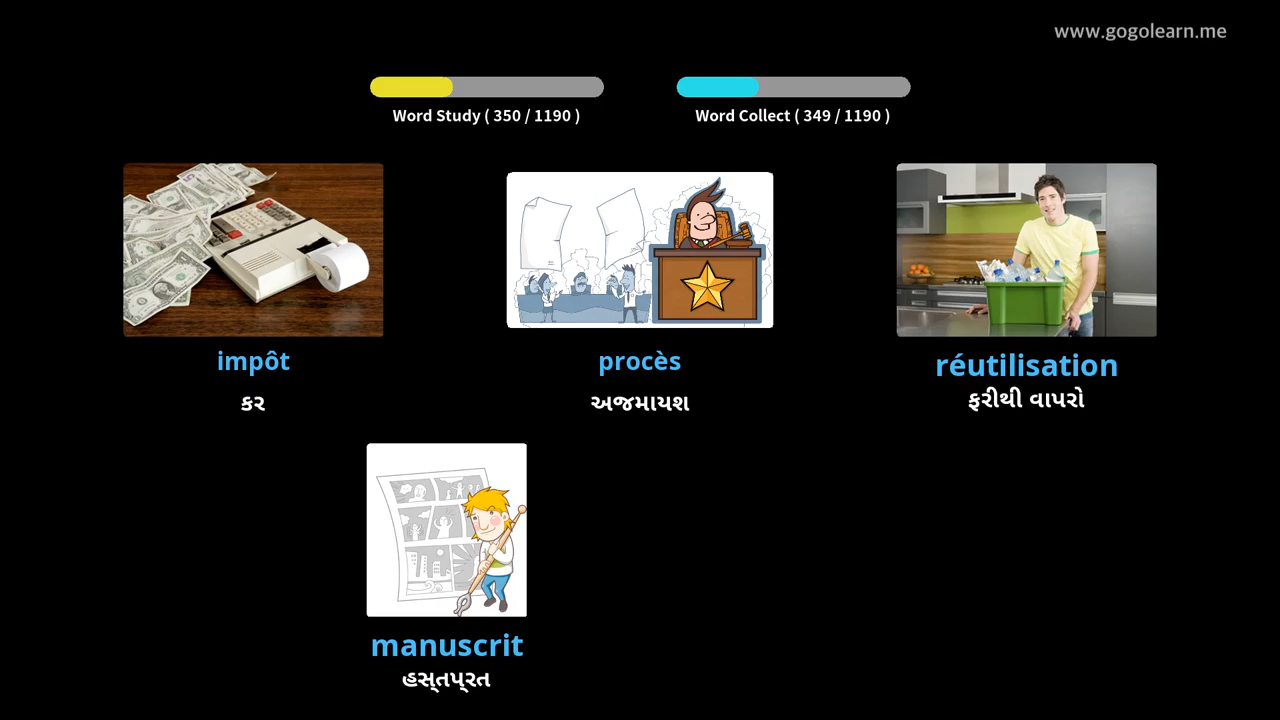 www.gogolearn.me
Word Study ( 350 / 1190 )
Word Collect ( 349 / 1190 )
impôt
procès
réutilisation
કર
અજમાયશ
ફરીથી વાપરો
manuscrit
હસ્તપ્રત